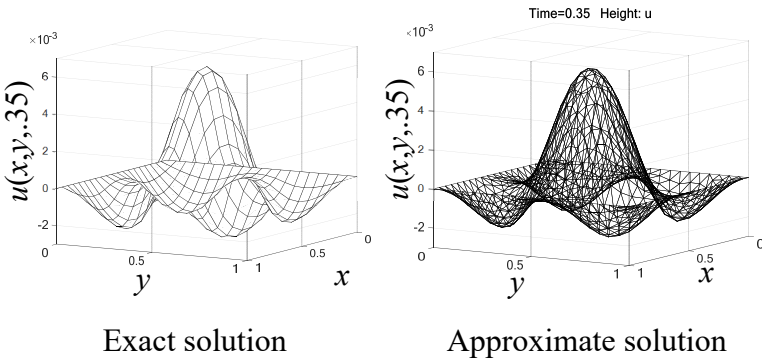 Time=0.35 Height: u
×10⁻³
6
4
2
0
-2
0
0.5
1
1
0.5
0
u(x,y,.35)
y
x
×10⁻³
6
4
2
0
-2
0
0.5
1
1
0.5
0
u(x,y,.35)
y
x
Exact solution
Approximate solution